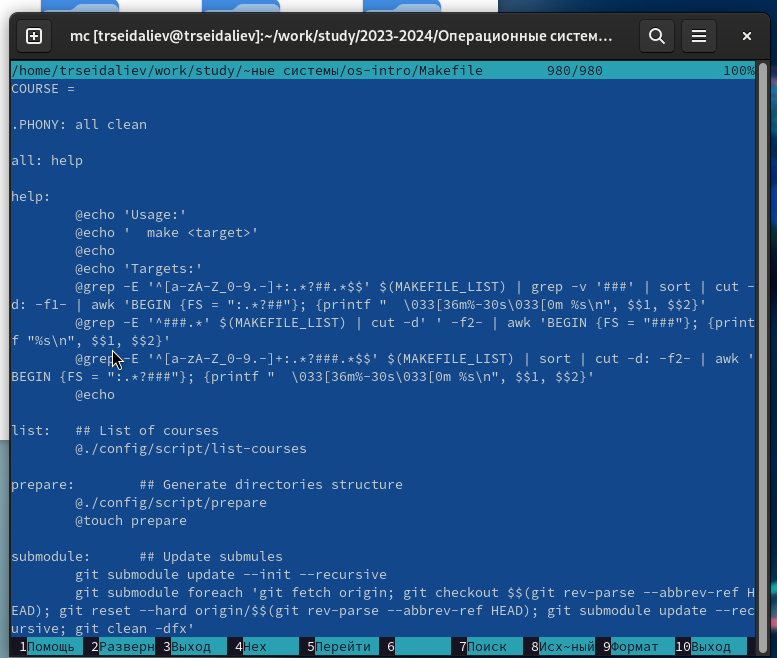 mc [trseidaliev@trseidaliev]:~/work/study/2023-2024/Операционные систем…
/home/trseidaliev/work/study/~ные системы/os-intro/Makefile        980/980               100%
COURSE =
.PHONY: all clean
all: help
help:
        @echo 'Usage:'
        @echo '  make <target>'
        @echo
        @echo 'Targets:'
        @grep -E '^[a-zA-Z_0-9.-]+:.*?##.*$$' $(MAKEFILE_LIST) | grep -v '###' | sort | cut -
d: -f1- | awk 'BEGIN {FS = ":.*?##"}; {printf "  \033[36m%-30s\033[0m %s\n", $$1, $$2}'
        @grep -E '^###.*' $(MAKEFILE_LIST) | cut -d' ' -f2- | awk 'BEGIN {FS = "###"}; {print
f "%s\n", $$1, $$2}'
        @grep -E '^[a-zA-Z_0-9.-]+:.*?###.*$$' $(MAKEFILE_LIST) | sort | cut -d: -f2- | awk '
BEGIN {FS = ":.*?###"}; {printf "  \033[36m%-30s\033[0m %s\n", $$1, $$2}'
        @echo
list:   ## List of courses
        @./config/script/list-courses
prepare:        ## Generate directories structure
        @./config/script/prepare
        @touch prepare
submodule:      ## Update submules
        git submodule update --init --recursive
        git submodule foreach 'git fetch origin; git checkout $$(git rev-parse --abbrev-ref H
EAD); git reset --hard origin/$$(git rev-parse --abbrev-ref HEAD); git submodule update --rec
ursive; git clean -dfx'
1Помощь 2Разверн 3Выход 4Hex 5Перейти 6 7Поиск 8Исх~ный 9Формат 10Выход